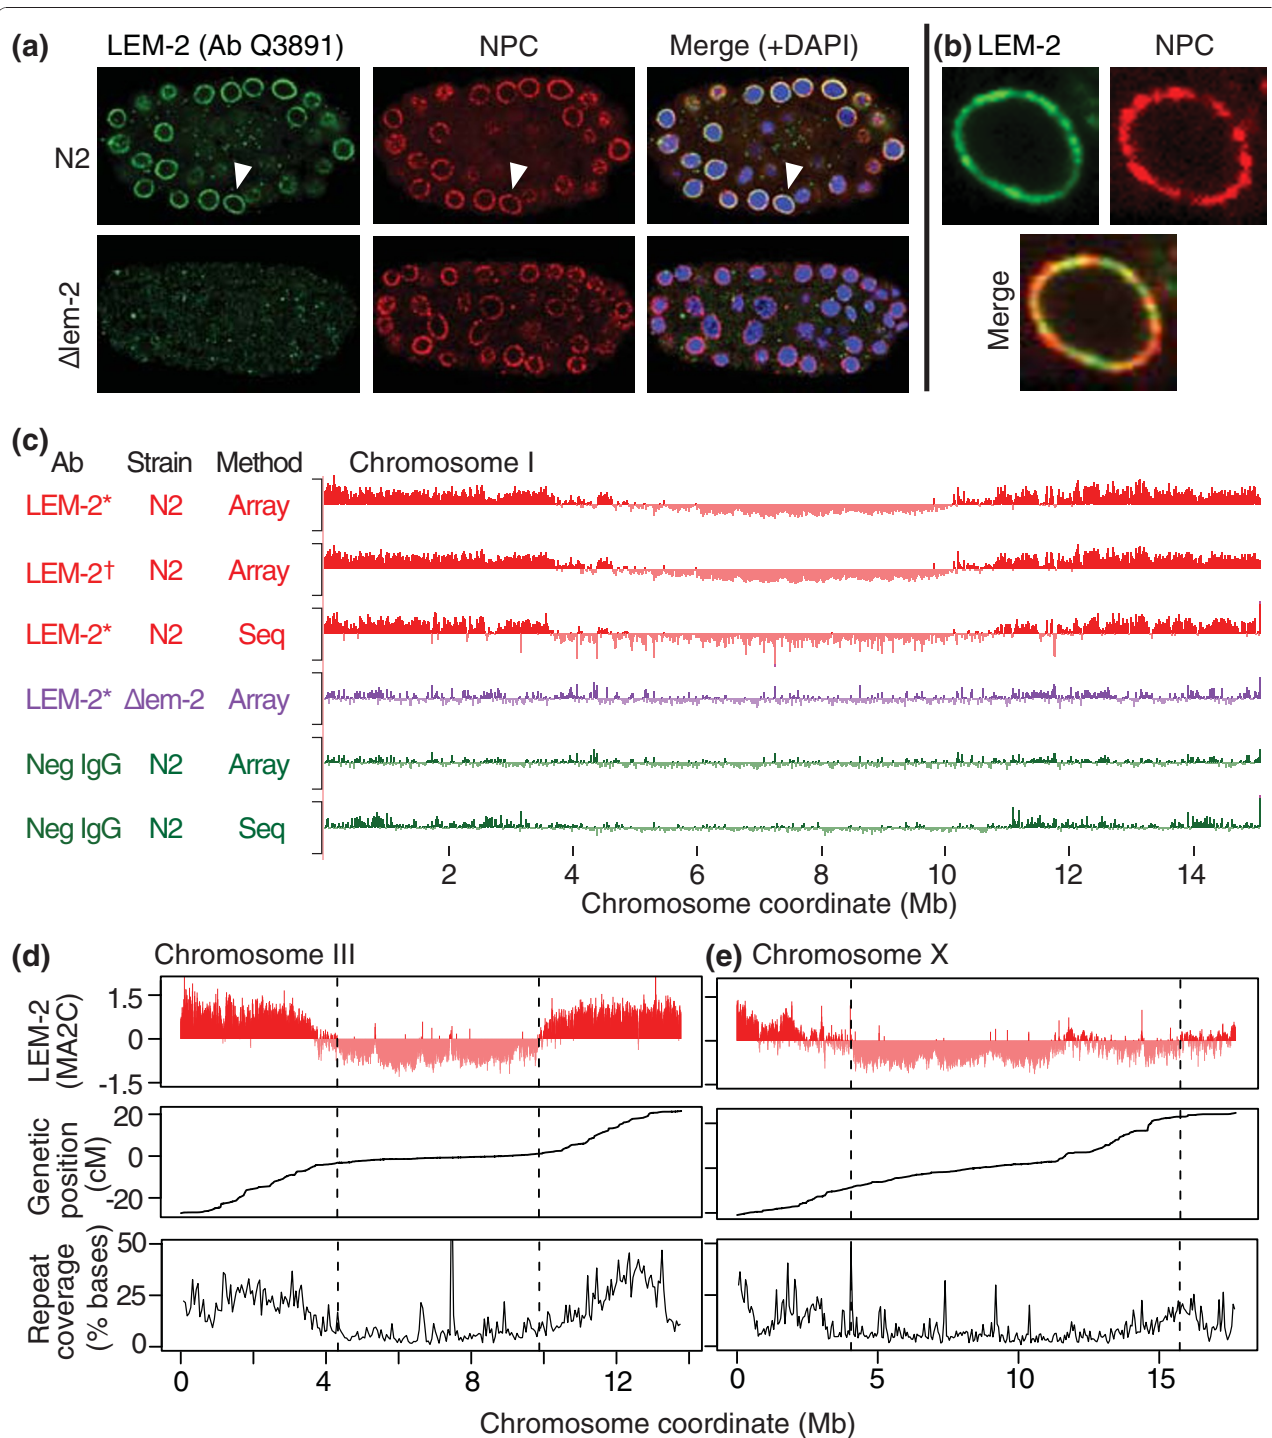 (a) LEM-2 (Ab Q3891) NPC Merge (+DAPI)
N2
Δlem-2
(b) LEM-2 NPC
Merge
(c)
Ab Strain Method Chromosome I
LEM-2* N2 Array
LEM-2† N2 Array
LEM-2* N2 Seq
LEM-2* Δlem-2 Array
Neg IgG N2 Array
Neg IgG N2 Seq
2 4 6 8 10 12 14
Chromosome coordinate (Mb)
(d) Chromosome III
LEM-2
(MA2C)
1.5
0
-1.5
Genetic
position
(cM)
20
0
-20
Repeat
coverage
(% bases)
50
25
0
0 4 8 12
(e) Chromosome X
0 5 10 15
Chromosome coordinate (Mb)